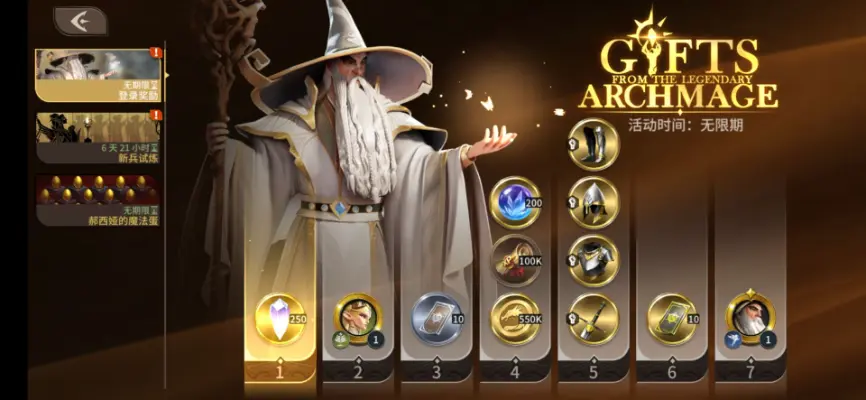 GIFTS
FROM THE LEGENDARY
ARCHMAGE
活动时间：无限期
无期限
登录奖励
6 天 21 小时
新兵试炼
无期限
郝西娅的魔法蛋
200
100K
250
1
10
550K
10
1
1
2
3
4
5
6
7